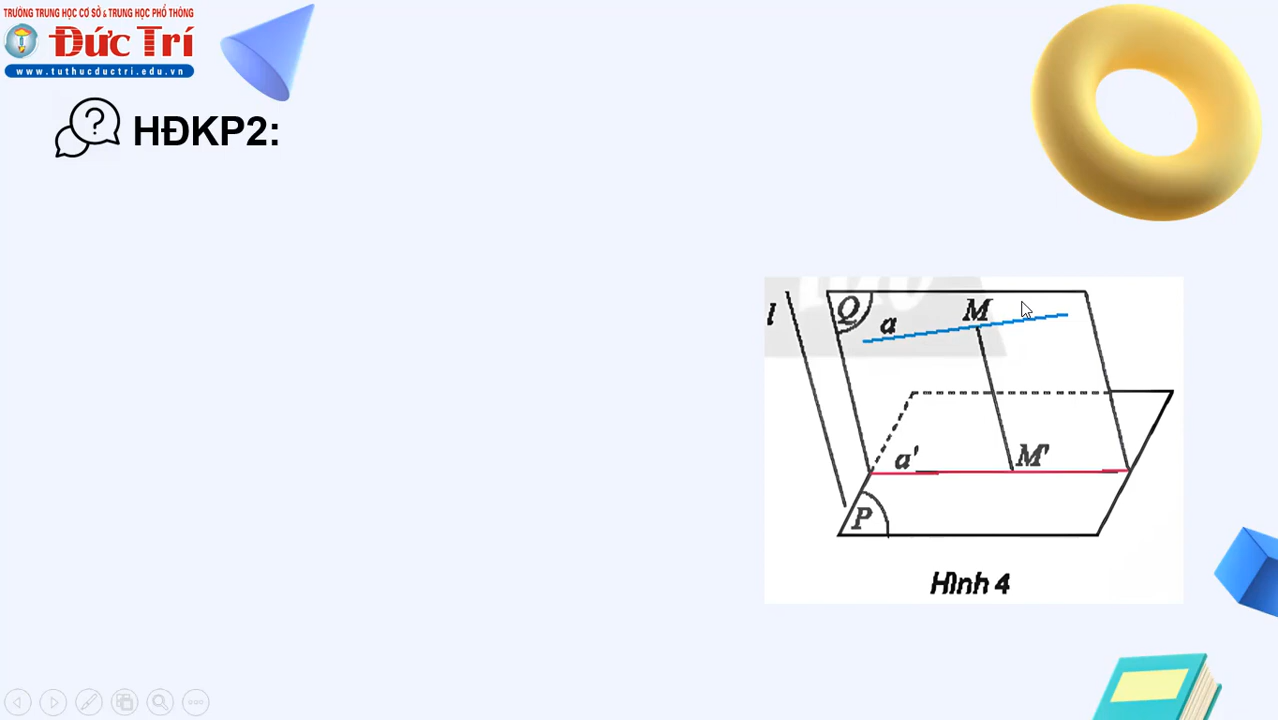 TRƯỜNG TRUNG HỌC CƠ SỞ & TRUNG HỌC PHỔ THÔNG
Đức Trí
www.tuthucductri.edu.vn
?
HĐKP2:
l
Q
a
M
a'
M'
P
Hình 4